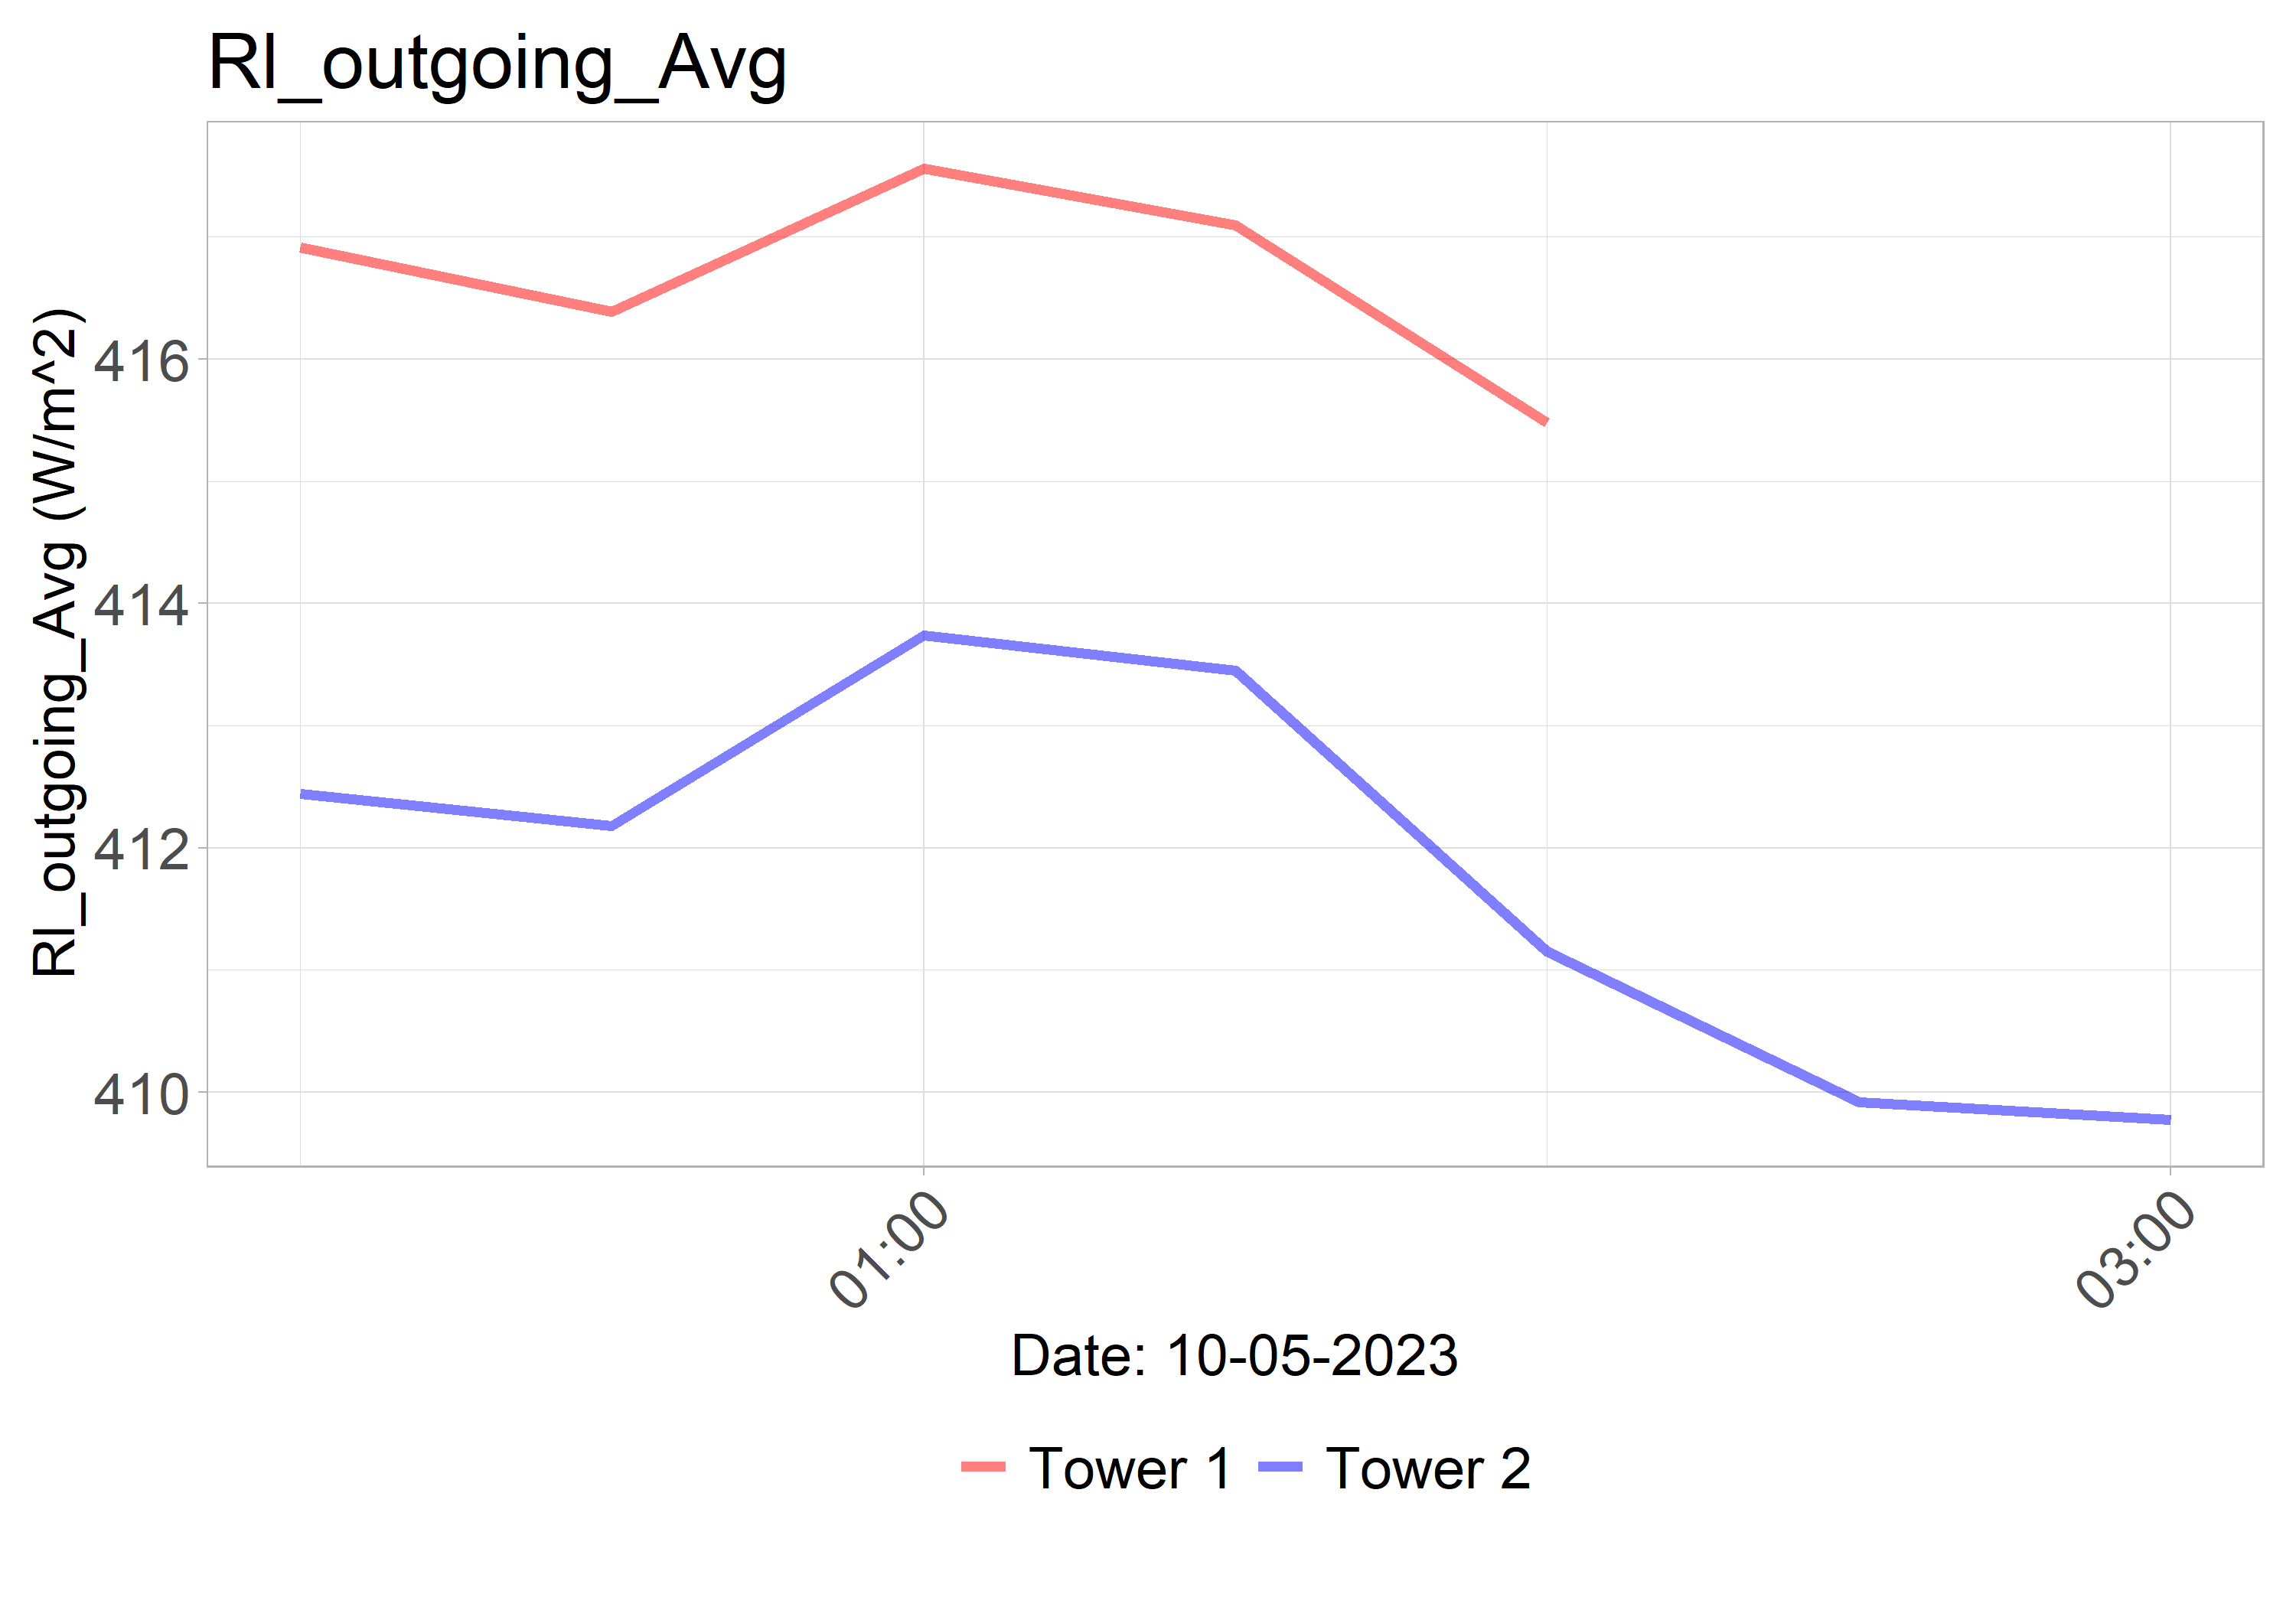 Rl_outgoing_Avg
Rl_outgoing_Avg (W/m^2)
416
414
412
410
01:00
03:00
Date: 10-05-2023
Tower 1
Tower 2